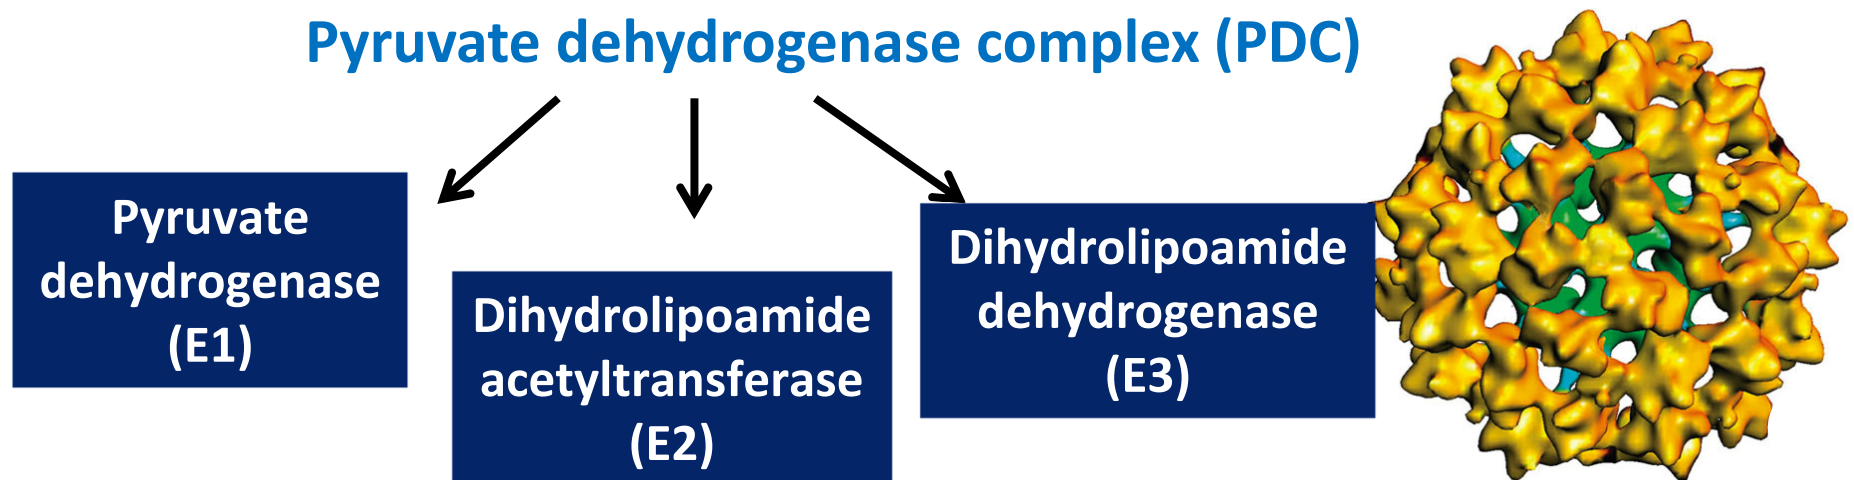 Pyruvate dehydrogenase complex (PDC)
Pyruvate
dehydrogenase
(E1)
Dihydrolipoamide
acetyltransferase
(E2)
Dihydrolipoamide
dehydrogenase
(E3)